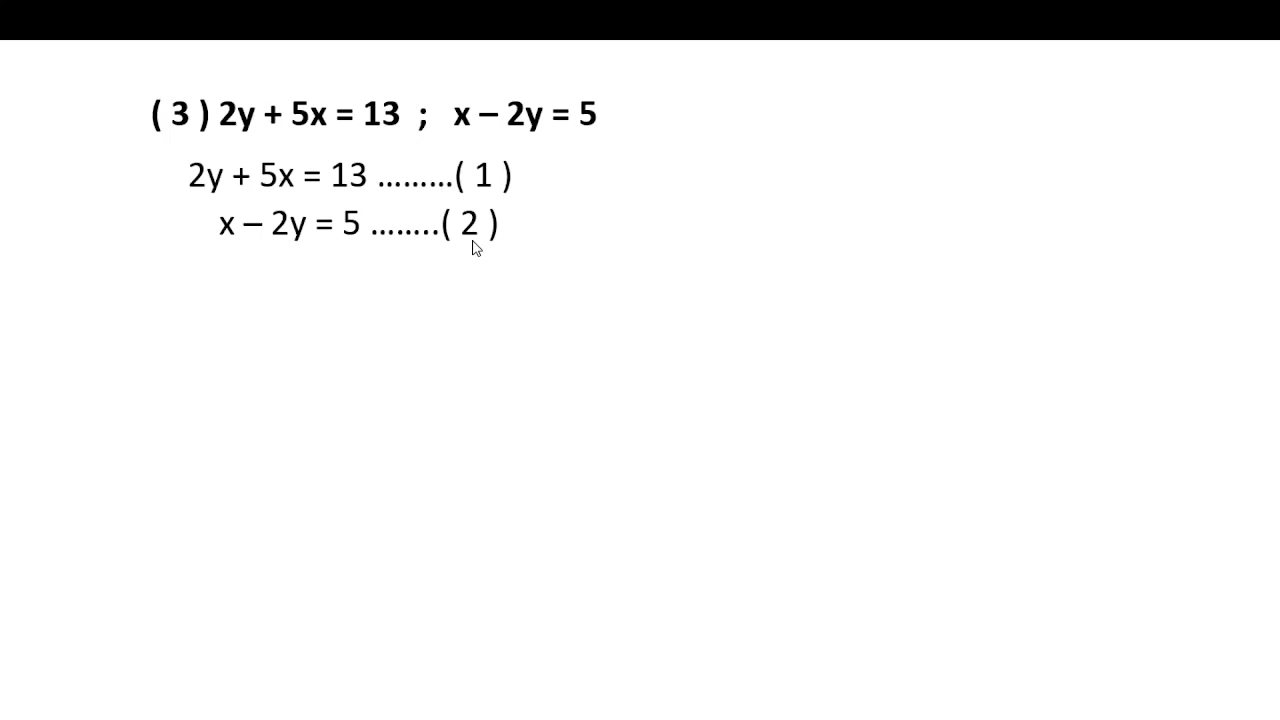 ( 3 ) 2y + 5x = 13 ; x – 2y = 5
2y + 5x = 13 .........( 1 )
x – 2y = 5 ........( 2 )